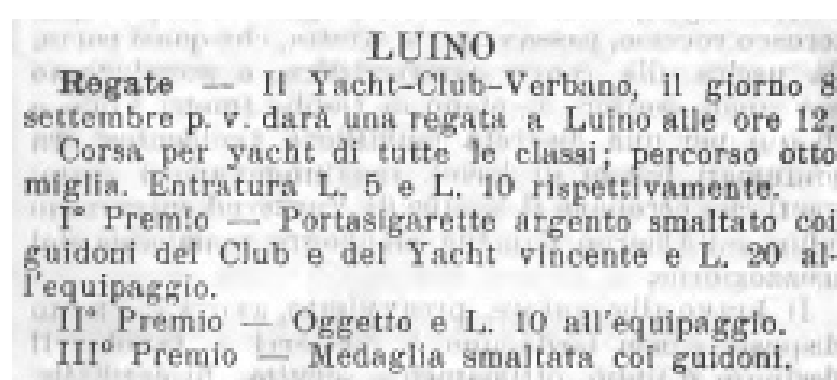 LUINO
Regate — Il Yacht-Club-Verbano, il giorno 8
settembre p. v. darà una regata a Luino alle ore 12.
Corsa per yacht di tutte le classi; percorso otto
miglia. Entratura L. 5 e L. 10 rispettivamente.
I° Premio — Portasigarette argento smaltato coi
guidoni del Club e del Yacht vincente e L. 20 al-
l'equipaggio.
II° Premio — Oggetto e L. 10 all'equipaggio.
III° Premio — Medaglia smaltata coi guidoni.